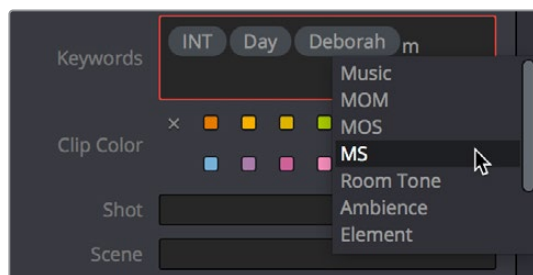 Keywords INT Day Deborah m
Music
MOM
MOS
MS
Room Tone
Ambience
Element
Clip Color
Shot
Scene